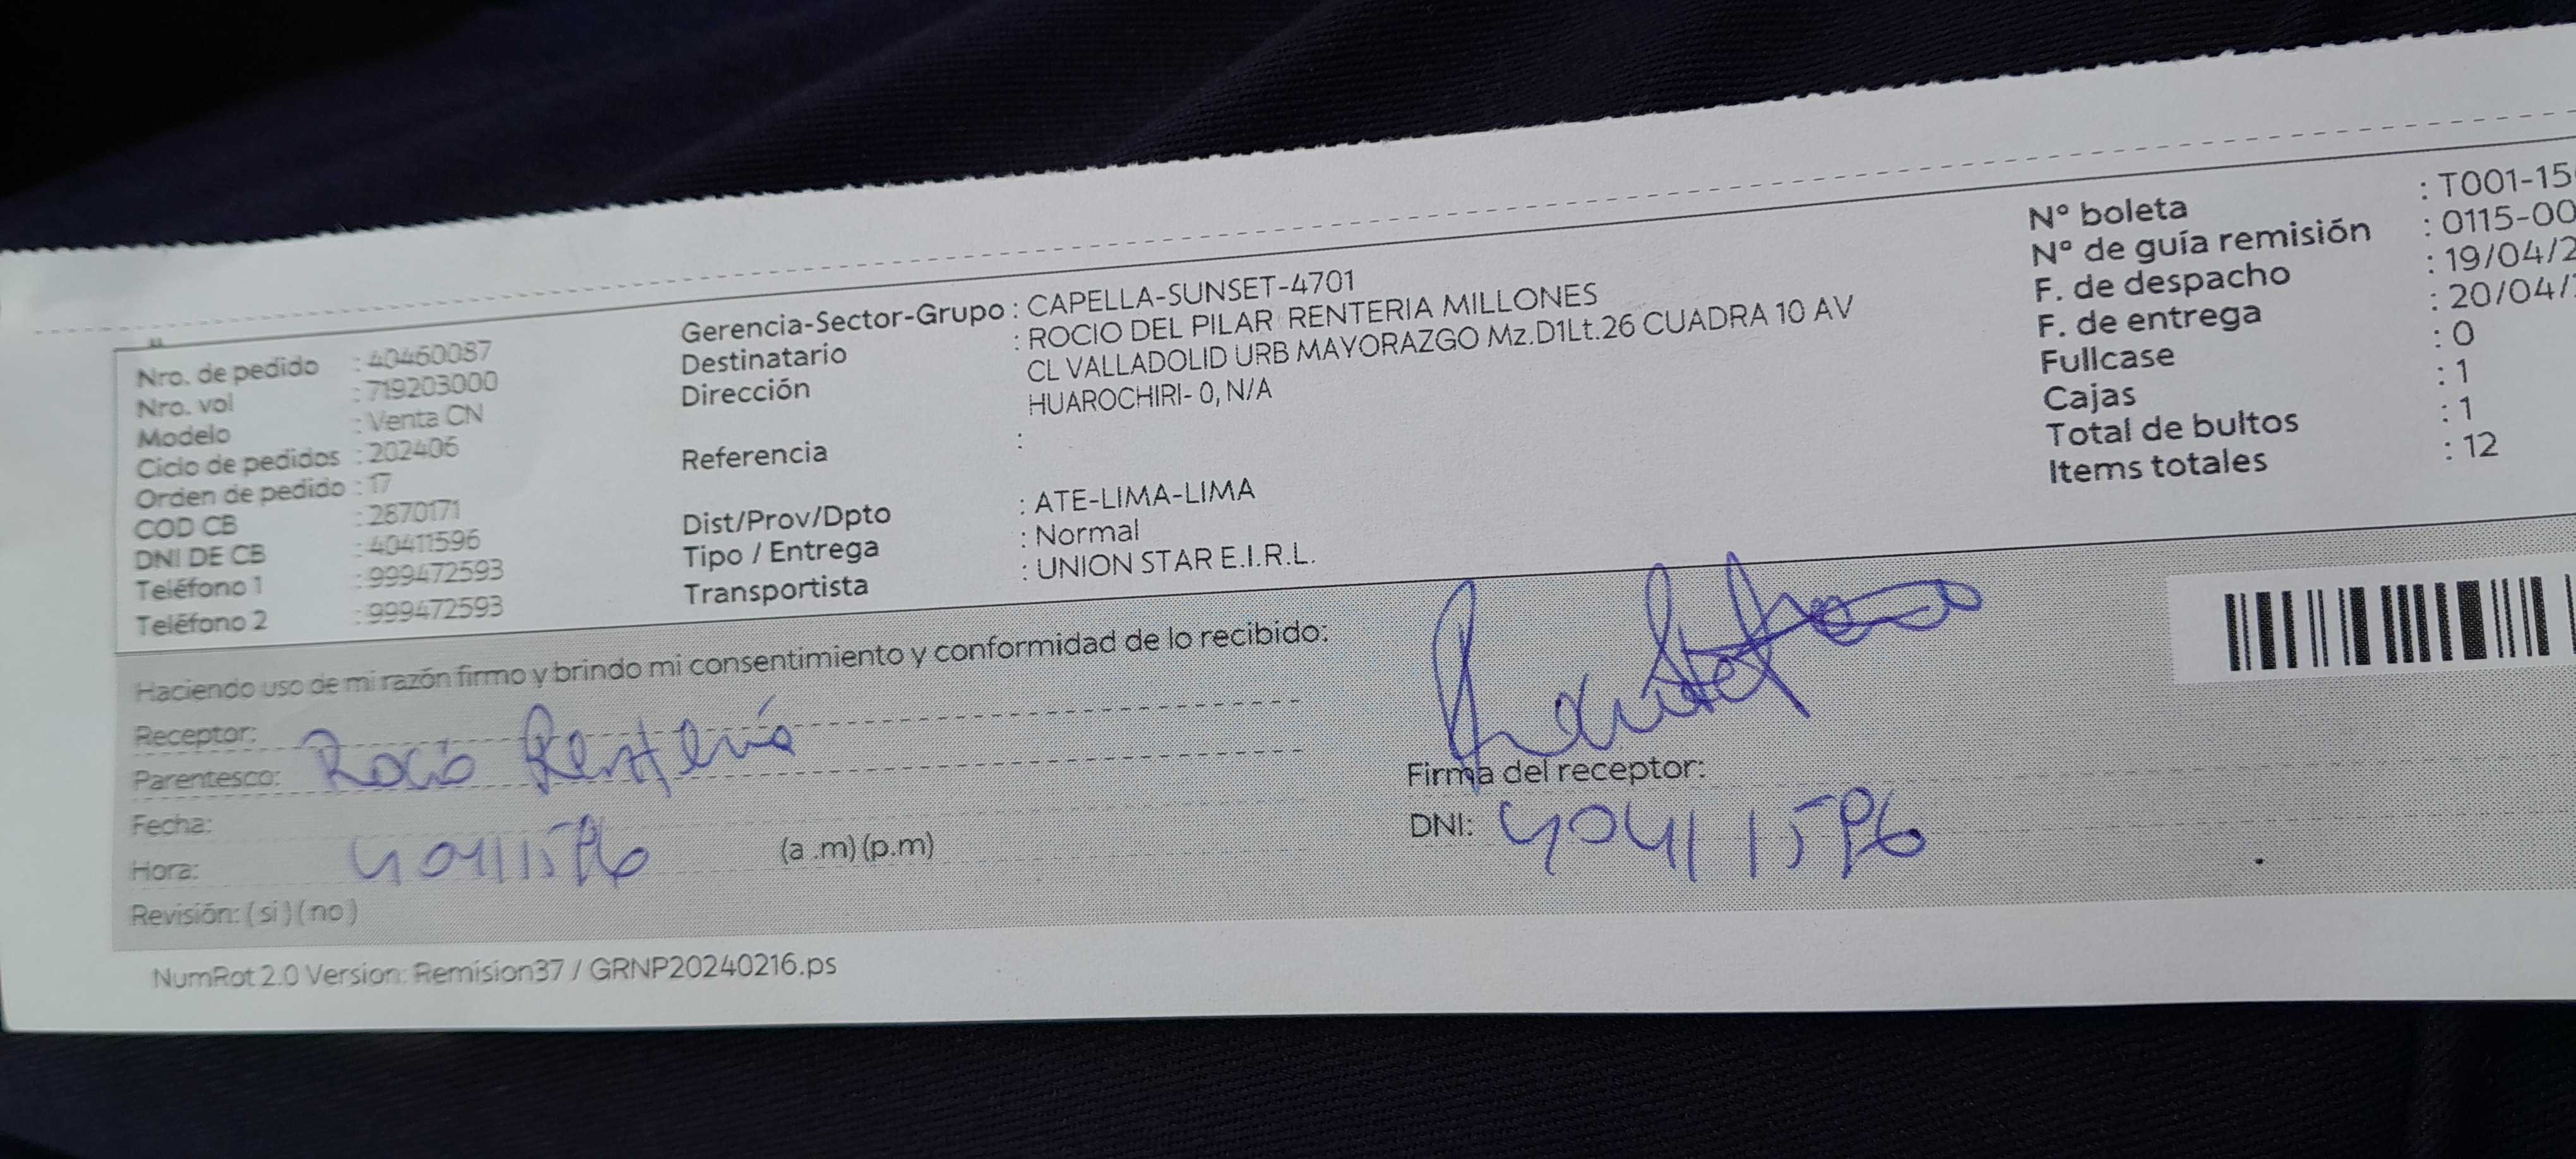 Nro. de pedido : 40460087
Nro. vol : 719203000
Modelo : Venta CN
Ciclo de pedidos : 202406
Orden de pedido : 17
COD CB : 2870171
DNI DE CB : 40411596
Teléfono 1 : 999472593
Teléfono 2 : 999472593
Gerencia-Sector-Grupo : CAPELLA-SUNSET-4701
Destinatario : ROCIO DEL PILAR RENTERIA MILLONES
Dirección CL VALLADOLID URB MAYORAZGO Mz.D1Lt.26 CUADRA 10 AV
HUAROCHIRI- 0, N/A
Referencia :
Dist/Prov/Dpto : ATE-LIMA-LIMA
Tipo / Entrega : Normal
Transportista : UNION STAR E.I.R.L.
N° boleta : T001-15
N° de guía remisión : 0115-00
F. de despacho : 19/04/2
F. de entrega : 20/04/
Fullcase : 0
Cajas : 1
Total de bultos : 1
Items totales : 12
Haciendo uso de mi razón firmo y brindo mi consentimiento y conformidad de lo recibido:
Receptor:
Parentesco: Rocio Rentería
Fecha:
Hora: 40411596 (a .m) (p.m)
Revisión: ( si ) ( no )
Firma del receptor:
DNI: 40411596
NumRot 2.0 Version: Remision37 / GRNP20240216.ps